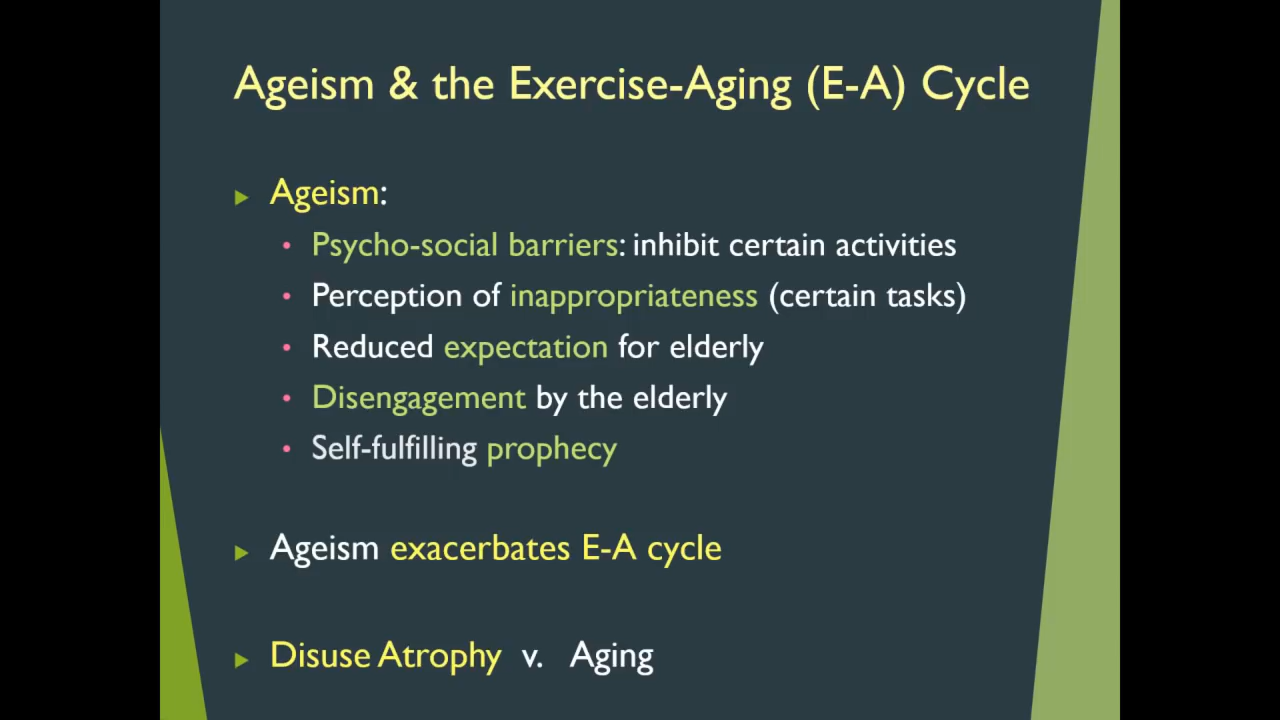 Ageism & the Exercise-Aging (E-A) Cycle
Ageism:
Psycho-social barriers: inhibit certain activities
Perception of inappropriateness (certain tasks)
Reduced expectation for elderly
Disengagement by the elderly
Self-fulfilling prophecy
Ageism exacerbates E-A cycle
Disuse Atrophy v. Aging